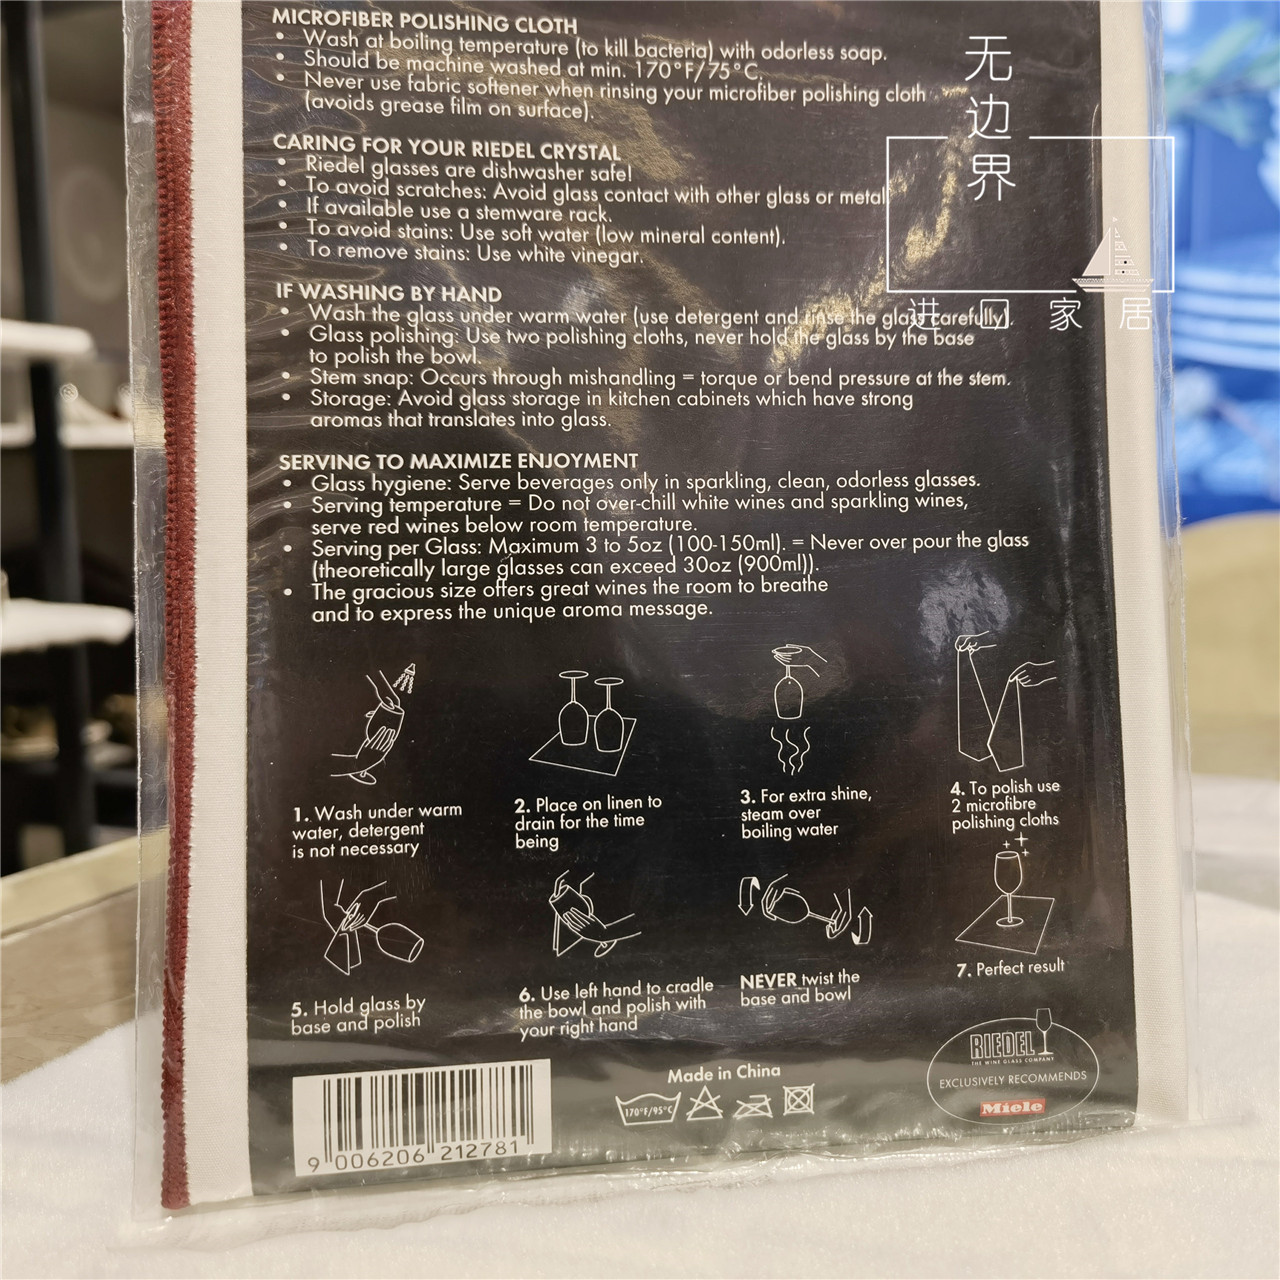 MICROFIBER POLISHING CLOTH
• Wash at boiling temperature (to kill bacteria) with odorless soap.
• Should be machine washed at min. 170°F/75°C.
• Never use fabric softener when rinsing your microfiber polishing cloth
(avoids grease film on surface).
CARING FOR YOUR RIEDEL CRYSTAL
• Riedel glasses are dishwasher safe!
• To avoid scratches: Avoid glass contact with other glass or metal
• If available use a stemware rack.
• To avoid stains: Use soft water (low mineral content).
• To remove stains: Use white vinegar.
IF WASHING BY HAND
• Wash the glass under warm water (use detergent and rinse the glass carefully).
• Glass polishing: Use two polishing cloths, never hold the glass by the base
to polish the bowl.
• Stem snap: Occurs through mishandling = torque or bend pressure at the stem.
• Storage: Avoid glass storage in kitchen cabinets which have strong
aromas that translates into glass.
SERVING TO MAXIMIZE ENJOYMENT
• Glass hygiene: Serve beverages only in sparkling, clean, odorless glasses.
• Serving temperature = Do not over-chill white wines and sparkling wines,
serve red wines below room temperature.
• Serving per Glass: Maximum 3 to 5oz (100-150ml). = Never over pour the glass
(theoretically large glasses can exceed 30oz (900ml)).
• The gracious size offers great wines the room to breathe
and to express the unique aroma message.
1. Wash under warm
water, detergent
is not necessary
2. Place on linen to
drain for the time
being
3. For extra shine,
steam over
boiling water
4. To polish use
2 microfibre
polishing cloths
5. Hold glass by
base and polish
6. Use left hand to cradle
the bowl and polish with
your right hand
NEVER twist the
base and bowl
7. Perfect result
9 006206 212781
Made in China
170°F/95°C
RIEDEL
THE WINE GLASS COMPANY
EXCLUSIVELY RECOMMENDS
Miele
无边界
进口家居